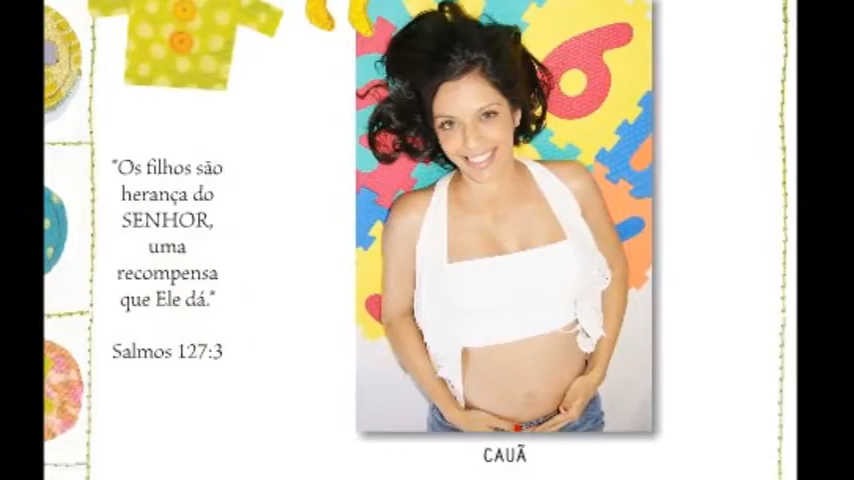 "Os filhos são
herança do
SENHOR,
uma
recompensa
que Ele dá."
Salmos 127:3
CAUÃ